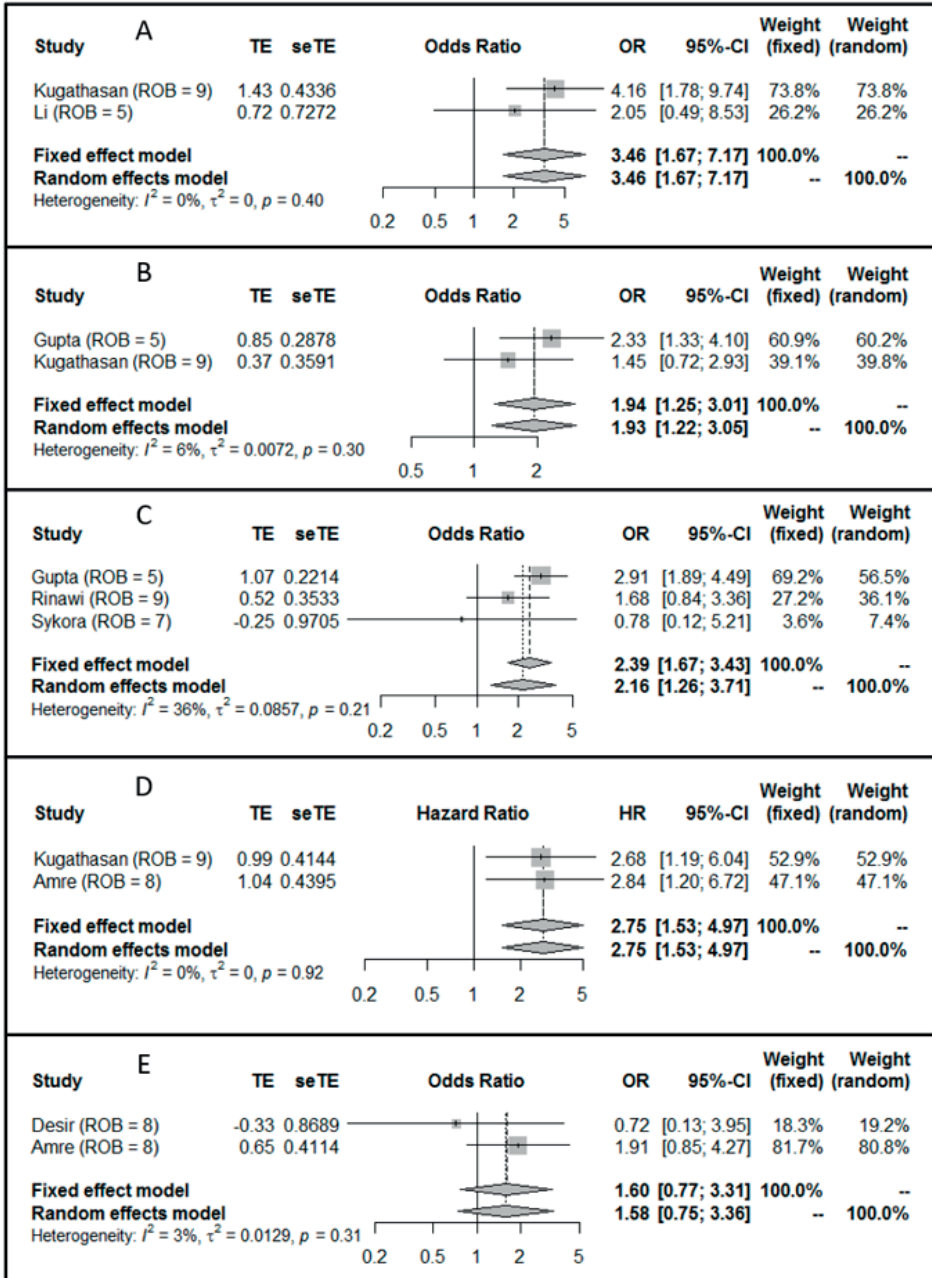 A
Weight Weight
Study TE seTE Odds Ratio OR 95%-CI (fixed) (random)
Kugathasan (ROB = 9) 1.43 0.4336 4.16 [1.78; 9.74] 73.8% 73.8%
Li (ROB = 5) 0.72 0.7272 2.05 [0.49; 8.53] 26.2% 26.2%
Fixed effect model 3.46 [1.67; 7.17] 100.0% --
Random effects model 3.46 [1.67; 7.17] -- 100.0%
Heterogeneity: I² = 0%, τ² = 0, p = 0.40
0.2 0.5 1 2 5
B
Weight Weight
Study TE seTE Odds Ratio OR 95%-CI (fixed) (random)
Gupta (ROB = 5) 0.85 0.2878 2.33 [1.33; 4.10] 60.9% 60.2%
Kugathasan (ROB = 9) 0.37 0.3591 1.45 [0.72; 2.93] 39.1% 39.8%
Fixed effect model 1.94 [1.25; 3.01] 100.0% --
Random effects model 1.93 [1.22; 3.05] -- 100.0%
Heterogeneity: I² = 6%, τ² = 0.0072, p = 0.30
0.5 1 2
C
Weight Weight
Study TE seTE Odds Ratio OR 95%-CI (fixed) (random)
Gupta (ROB = 5) 1.07 0.2214 2.91 [1.89; 4.49] 69.2% 56.5%
Rinawi (ROB = 9) 0.52 0.3533 1.68 [0.84; 3.36] 27.2% 36.1%
Sykora (ROB = 7) -0.25 0.9705 0.78 [0.12; 5.21] 3.6% 7.4%
Fixed effect model 2.39 [1.67; 3.43] 100.0% --
Random effects model 2.16 [1.26; 3.71] -- 100.0%
Heterogeneity: I² = 36%, τ² = 0.0857, p = 0.21
0.2 0.5 1 2 5
D
Weight Weight
Study TE seTE Hazard Ratio HR 95%-CI (fixed) (random)
Kugathasan (ROB = 9) 0.99 0.4144 2.68 [1.19; 6.04] 52.9% 52.9%
Amre (ROB = 8) 1.04 0.4395 2.84 [1.20; 6.72] 47.1% 47.1%
Fixed effect model 2.75 [1.53; 4.97] 100.0% --
Random effects model 2.75 [1.53; 4.97] -- 100.0%
Heterogeneity: I² = 0%, τ² = 0, p = 0.92
0.2 0.5 1 2 5
E
Weight Weight
Study TE seTE Odds Ratio OR 95%-CI (fixed) (random)
Desir (ROB = 8) -0.33 0.8689 0.72 [0.13; 3.95] 18.3% 19.2%
Amre (ROB = 8) 0.65 0.4114 1.91 [0.85; 4.27] 81.7% 80.8%
Fixed effect model 1.60 [0.77; 3.31] 100.0% --
Random effects model 1.58 [0.75; 3.36] -- 100.0%
Heterogeneity: I² = 3%, τ² = 0.0129, p = 0.31
0.2 0.5 1 2 5